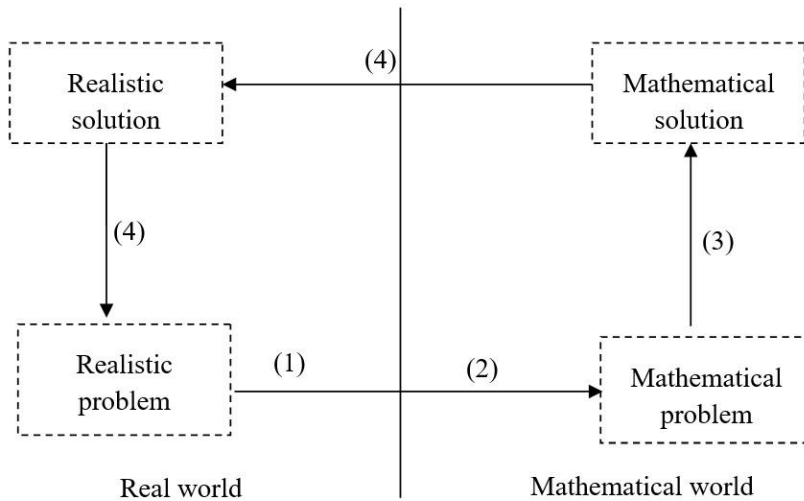 (4)
Realistic
solution
Mathematical
solution
(4)
(3)
Realistic
problem
(1)
(2)
Mathematical
problem
Real world
Mathematical world